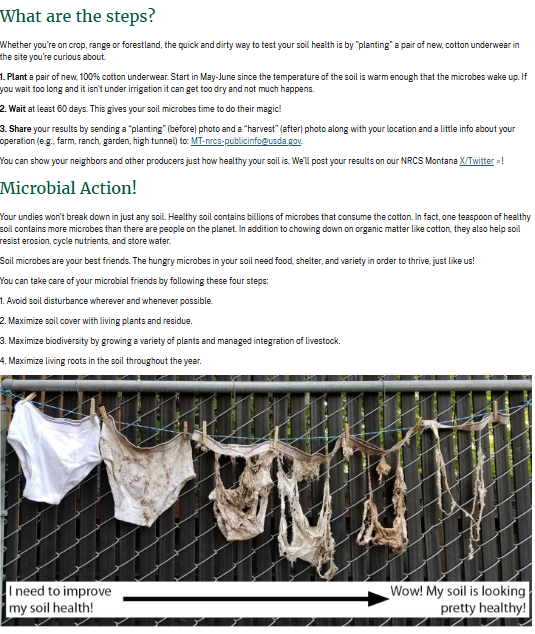 What are the steps?
Whether you're on crop, range or forestland, the quick and dirty way to test your soil health is by "planting" a pair of new, cotton underwear in
the site you're curious about.
1. Plant a pair of new, 100% cotton underwear. Start in May-June since the temperature of the soil is warm enough that the microbes wake up. If
you wait too long and it isn't under irrigation it can get too dry and not much happens.
2. Wait at least 60 days. This gives your soil microbes time to do their magic!
3. Share your results by sending a "planting" (before) photo and a "harvest" (after) photo along with your location and a little info about your
operation (e.g., farm, ranch, garden, high tunnel) to: MT-nrcs-publicinfo@usda.gov.
You can show your neighbors and other producers just how healthy your soil is. We'll post your results on our NRCS Montana X/Twitter !
Microbial Action!
Your undies won't break down in just any soil. Healthy soil contains billions of microbes that consume the cotton. In fact, one teaspoon of healthy
soil contains more microbes than there are people on the planet. In addition to chowing down on organic matter like cotton, they also help soil
resist erosion, cycle nutrients, and store water.
Soil microbes are your best friends. The hungry microbes in your soil need food, shelter, and variety in order to thrive, just like us!
You can take care of your microbial friends by following these four steps:
1. Avoid soil disturbance wherever and whenever possible.
2. Maximize soil cover with living plants and residue.
3. Maximize biodiversity by growing a variety of plants and managed integration of livestock.
4. Maximize living roots in the soil throughout the year.
I need to improve
my soil health!
Wow! My soil is looking
pretty healthy!